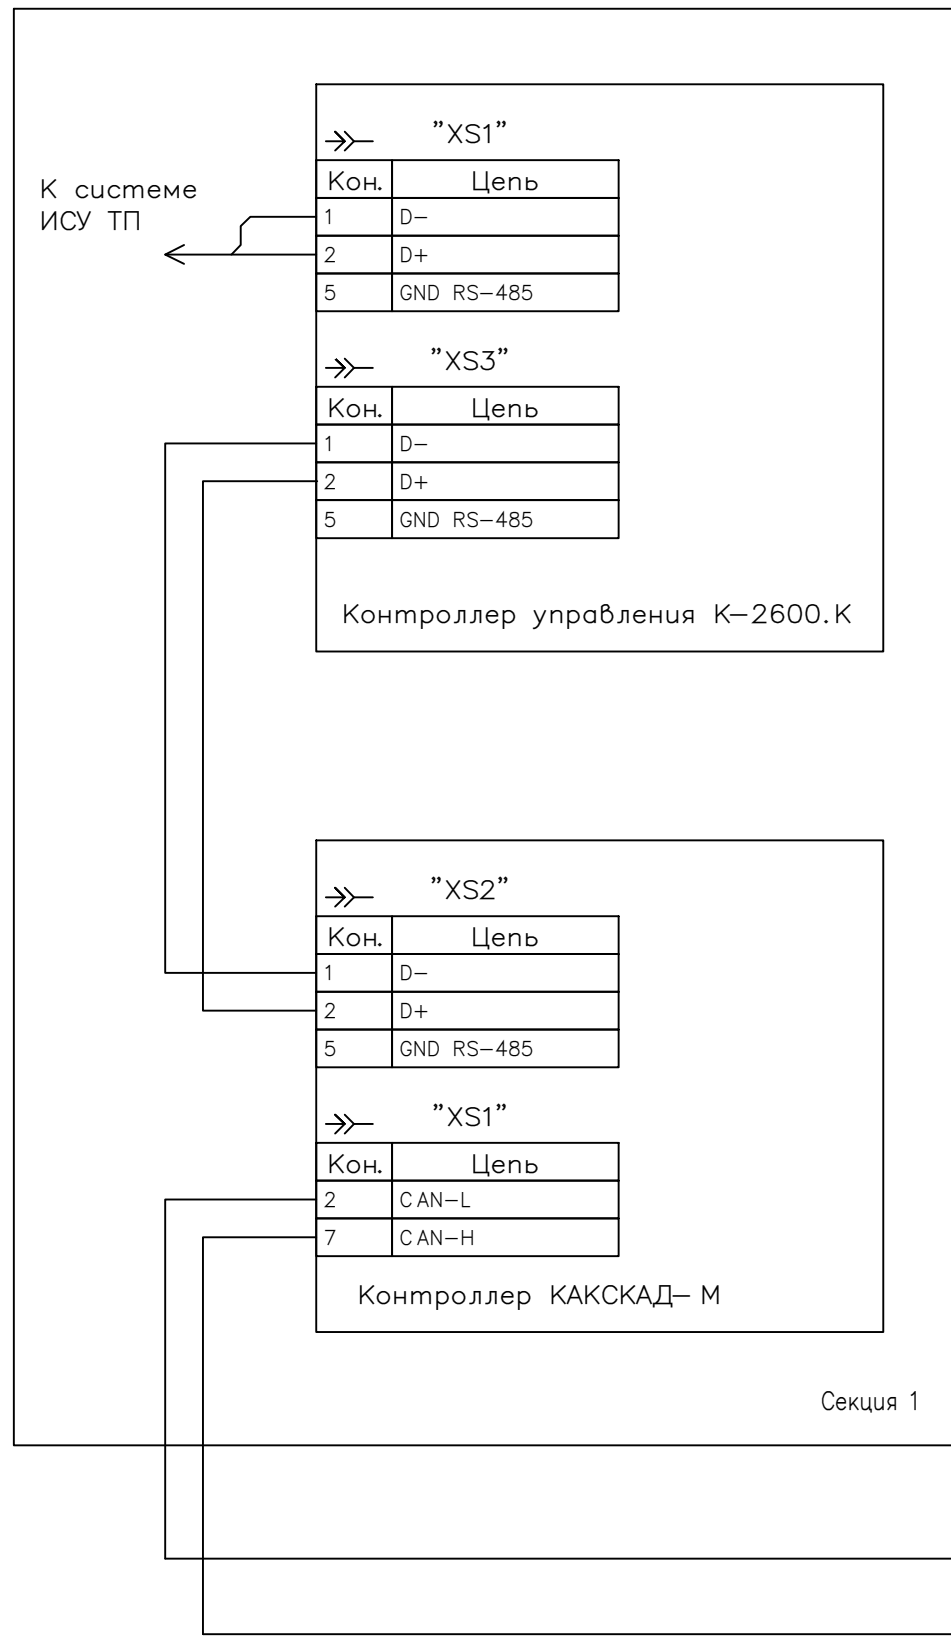 "XS1"
К системе
ИСУ ТП
Кон. Цепь
1 D-
2 D+
5 GND RS-485
"XS3"
Кон. Цепь
1 D-
2 D+
5 GND RS-485
Контроллер управления К-2600.К
"XS2"
Кон. Цепь
1 D-
2 D+
5 GND RS-485
"XS1"
Кон. Цепь
2 CAN-L
7 CAN-H
Контроллер КАКСКАД- М
Секция 1